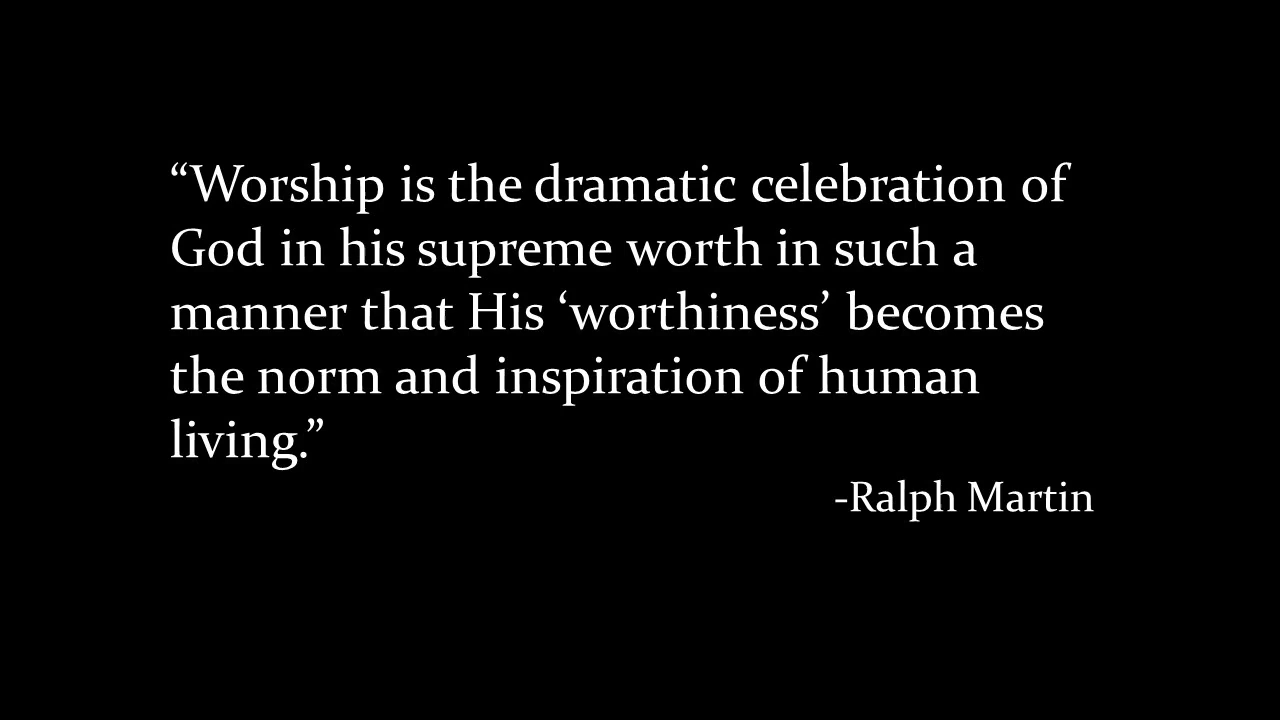 “Worship is the dramatic celebration of
God in his supreme worth in such a
manner that His ‘worthiness’ becomes
the norm and inspiration of human
living.”
-Ralph Martin